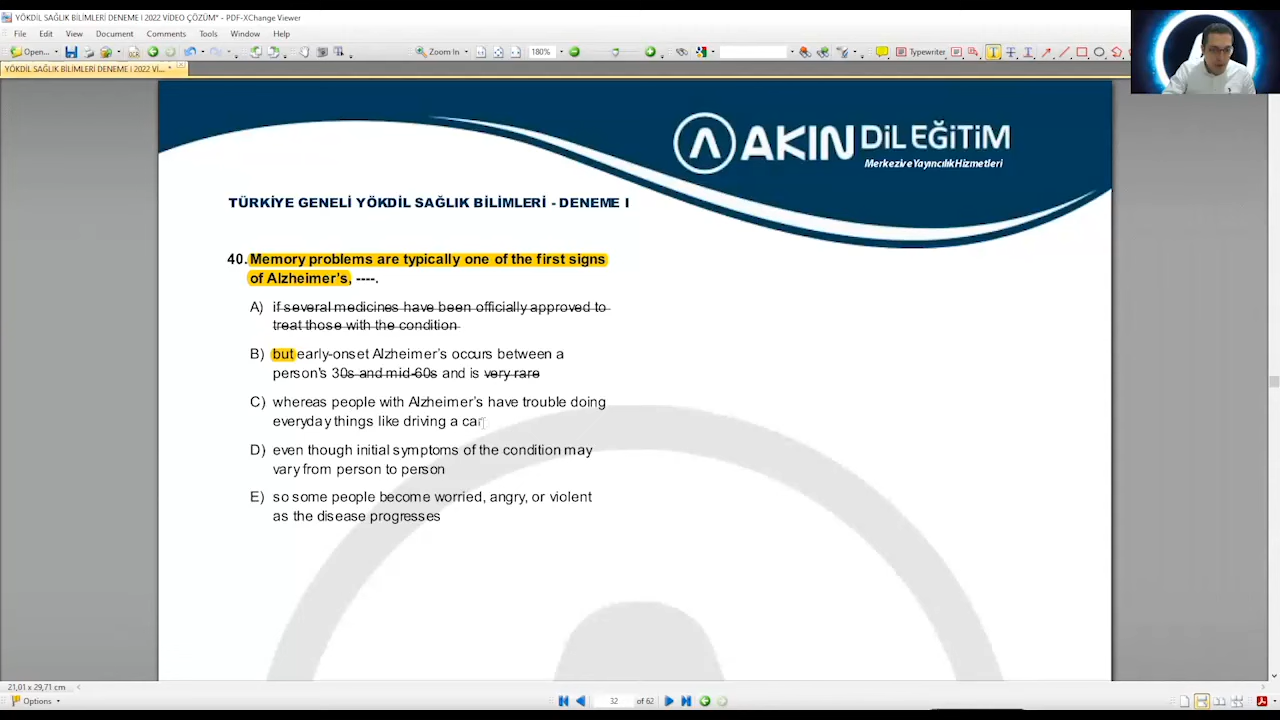 YÖKDİL SAĞLIK BİLİMLERİ DENEME I 2022 VİDEO ÇÖZÜM* - PDF-XChange Viewer
File Edit View Document Comments Tools Window Help
Open... Zoom In 180% Typewriter
YÖKDİL SAĞLIK BİLİMLERİ DENEME I 2022 Vİ... *
AKIN DİL EĞİTİM
Merkezi ve Yayıncılık Hizmetleri
TÜRKİYE GENELİ YÖKDİL SAĞLIK BİLİMLERİ - DENEME I
40. Memory problems are typically one of the first signs
of Alzheimer's, ----.
A) if several medicines have been officially approved to
treat those with the condition
B) but early-onset Alzheimer's occurs between a
person's 30s and mid-60s and is very rare
C) whereas people with Alzheimer's have trouble doing
everyday things like driving a car
D) even though initial symptoms of the condition may
vary from person to person
E) so some people become worried, angry, or violent
as the disease progresses
21,01 x 29,71 cm
Options 32 of 62